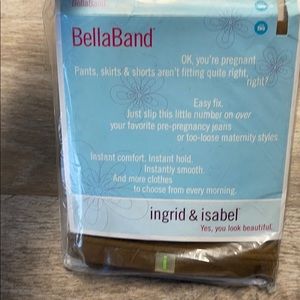 BellaBand
BellaBand
OK, you're pregnant
Pants, skirts & shorts aren't fitting quite right,
right?
Easy fix.
Just slip this little number on over
your favorite pre-pregnancy jeans
or too-loose maternity styles.
Instant comfort. Instant hold.
Instantly smooth.
And more clothes
to choose from every morning.
ingrid & isabel
Yes, you look beautiful.